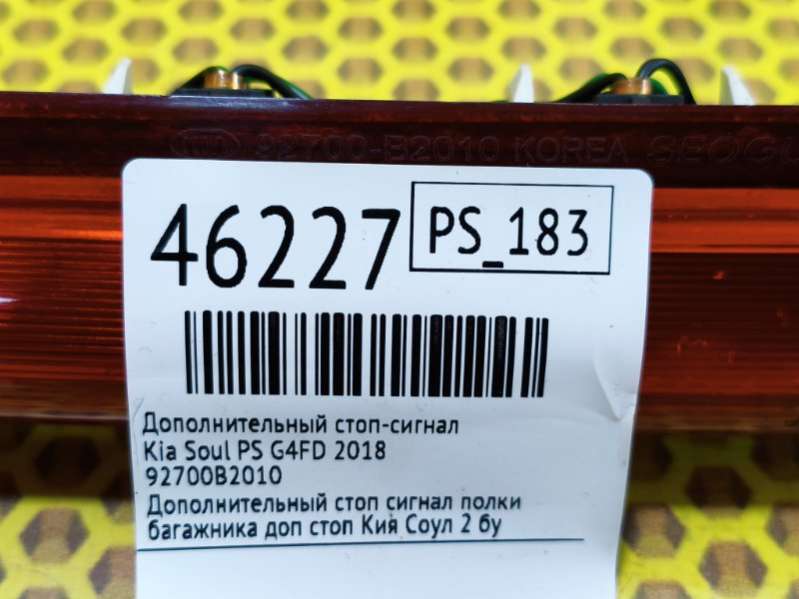 92700-B2010 KOREA SEOGU
46227
PS_183
Дополнительный стоп-сигнал
Kia Soul PS G4FD 2018
92700B2010
Дополнительный стоп сигнал полки
багажника доп стоп Кия Соул 2 бу